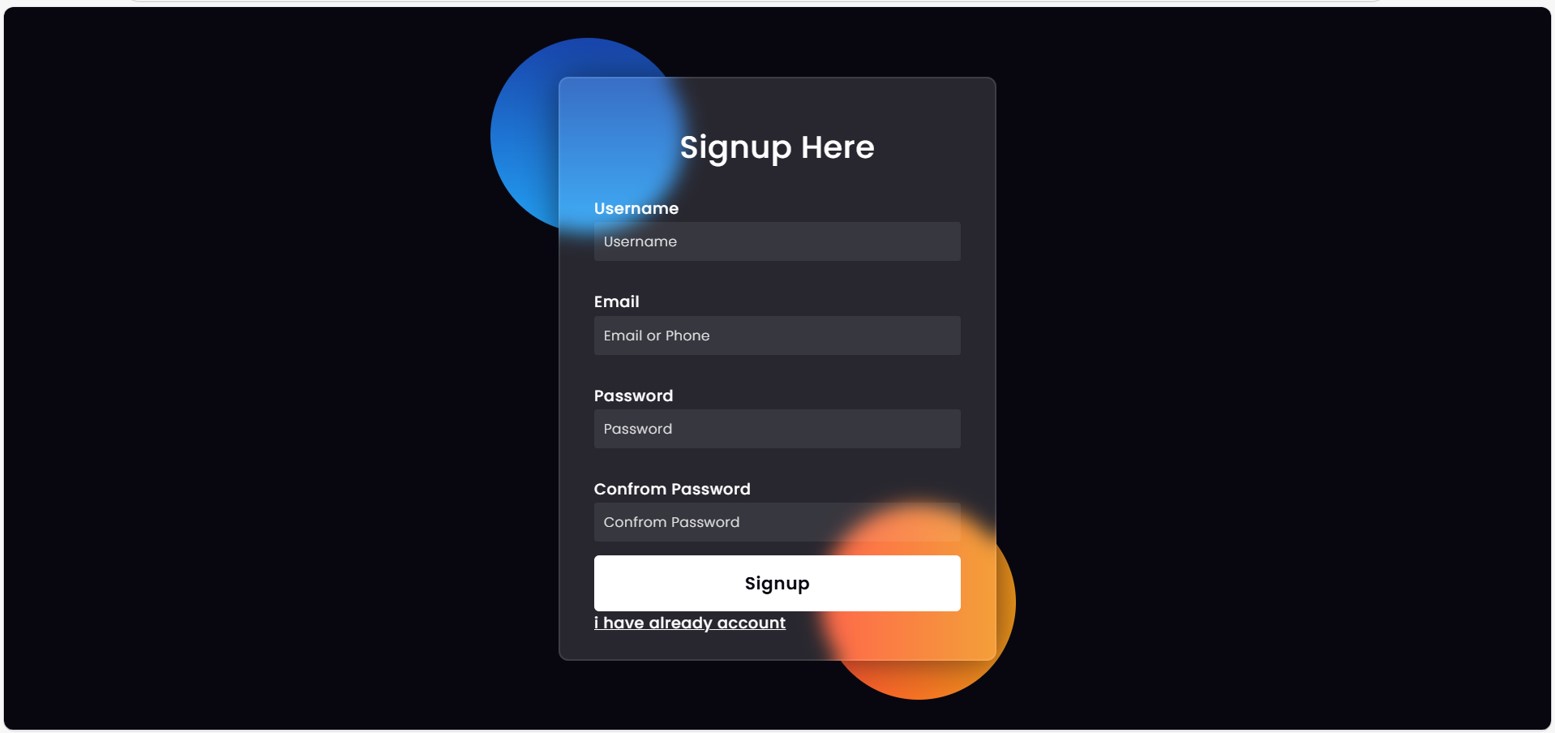 Signup Here
Username
Username
Email
Email or Phone
Password
Password
Confrom Password
Confrom Password
Signup
i have already account